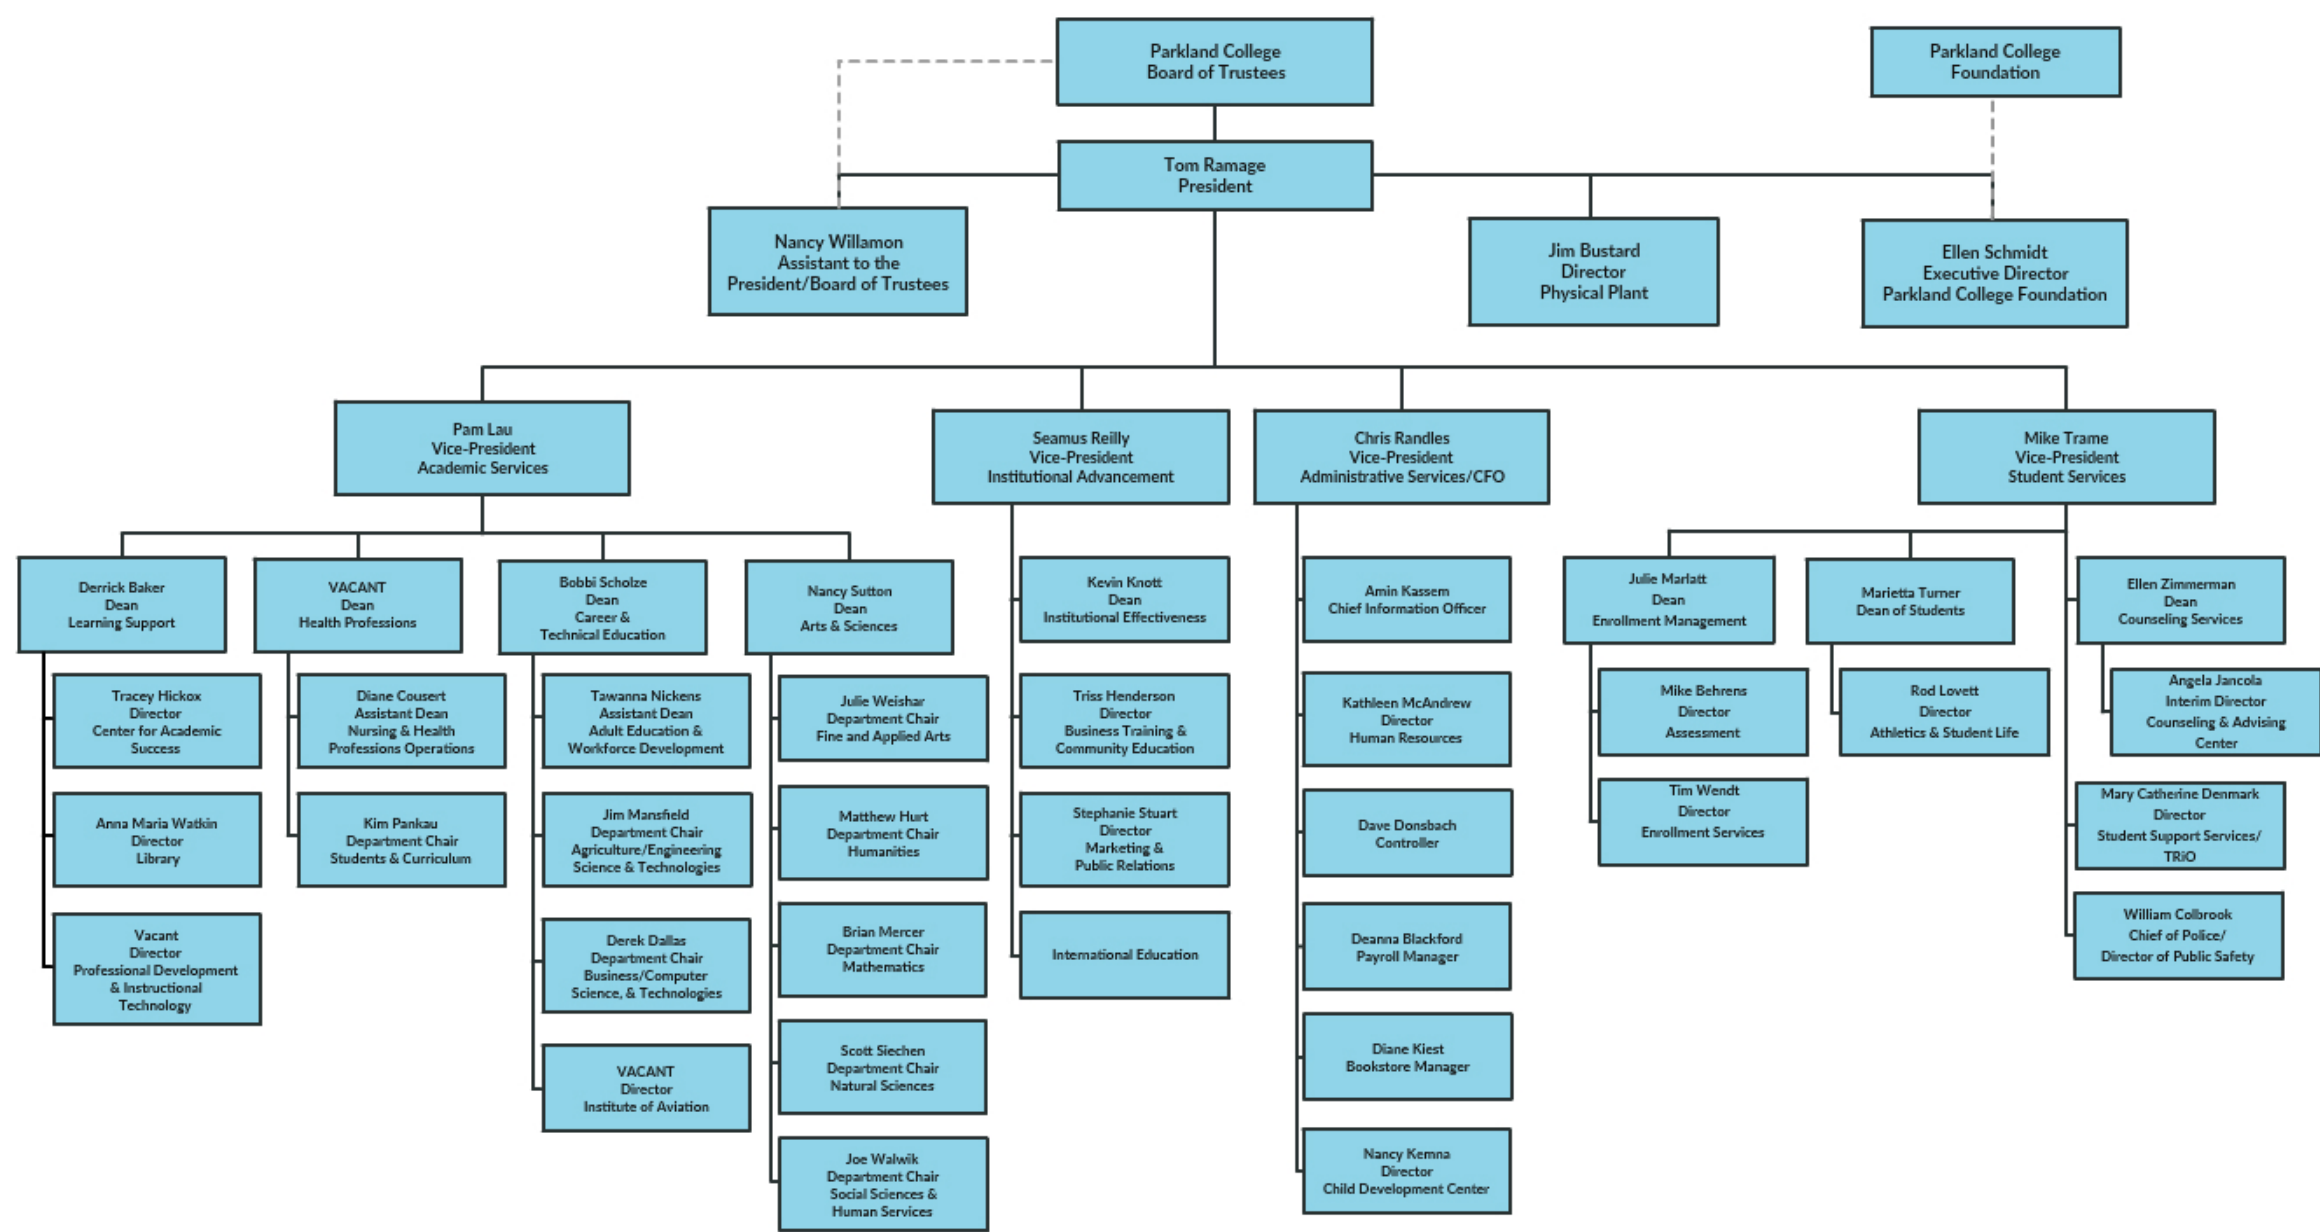 Parkland College
Board of Trustees
Parkland College
Foundation
Tom Ramage
President
Nancy Willamon
Assistant to the
President/Board of Trustees
Jim Bustard
Director
Physical Plant
Ellen Schmidt
Executive Director
Parkland College Foundation
Pam Lau
Vice-President
Academic Services
Seamus Reilly
Vice-President
Institutional Advancement
Chris Randles
Vice-President
Administrative Services/CFO
Mike Trame
Vice-President
Student Services
Derrick Baker
Dean
Learning Support
Tracey Hickox
Director
Center for Academic
Success
Anna Maria Watkin
Director
Library
Vacant
Director
Professional Development
& Instructional
Technology
VACANT
Dean
Health Professions
Diane Cousert
Assistant Dean
Nursing & Health
Professions Operations
Kim Pankau
Department Chair
Students & Curriculum
Bobbi Scholze
Dean
Career &
Technical Education
Tawanna Nickens
Assistant Dean
Adult Education &
Workforce Development
Jim Mansfield
Department Chair
Agriculture/Engineering
Science & Technologies
Derek Dallas
Department Chair
Business/Computer
Science, & Technologies
VACANT
Director
Institute of Aviation
Nancy Sutton
Dean
Arts & Sciences
Julie Weishar
Department Chair
Fine and Applied Arts
Matthew Hurt
Department Chair
Humanities
Brian Mercer
Department Chair
Mathematics
Scott Siechen
Department Chair
Natural Sciences
Joe Walwik
Department Chair
Social Sciences &
Human Services
Kevin Knott
Dean
Institutional Effectiveness
Triss Henderson
Director
Business Training &
Community Education
Stephanie Stuart
Director
Marketing &
Public Relations
International Education
Amin Kassem
Chief Information Officer
Kathleen McAndrew
Director
Human Resources
Dave Donsbach
Controller
Deanna Blackford
Payroll Manager
Diane Kiest
Bookstore Manager
Nancy Kemna
Director
Child Development Center
Julie Marlatt
Dean
Enrollment Management
Mike Behrens
Director
Assessment
Tim Wendt
Director
Enrollment Services
Marietta Turner
Dean of Students
Rod Lovett
Director
Athletics & Student Life
Ellen Zimmerman
Dean
Counseling Services
Angela Jancola
Interim Director
Counseling & Advising
Center
Mary Catherine Denmark
Director
Student Support Services/
TRiO
William Colbrook
Chief of Police/
Director of Public Safety